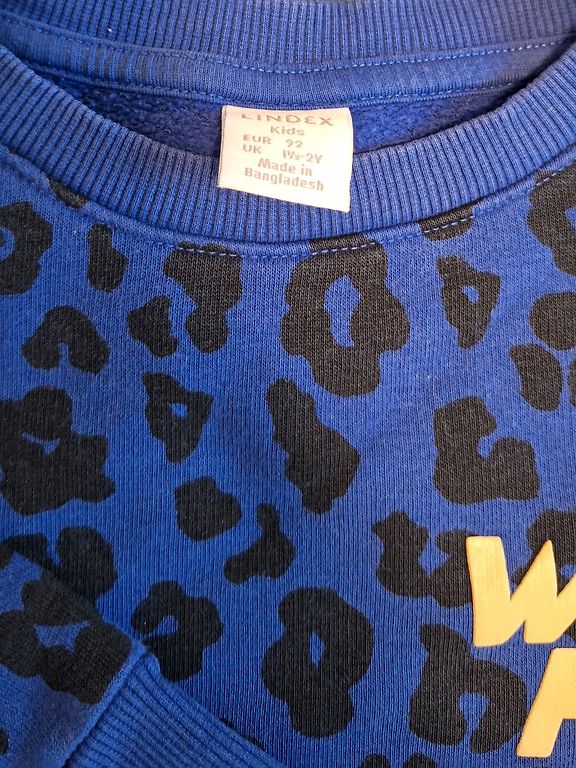 LINDEX
Kids
EUR 92
UK 1½-2Y
Made in
Bangladesh
W
A